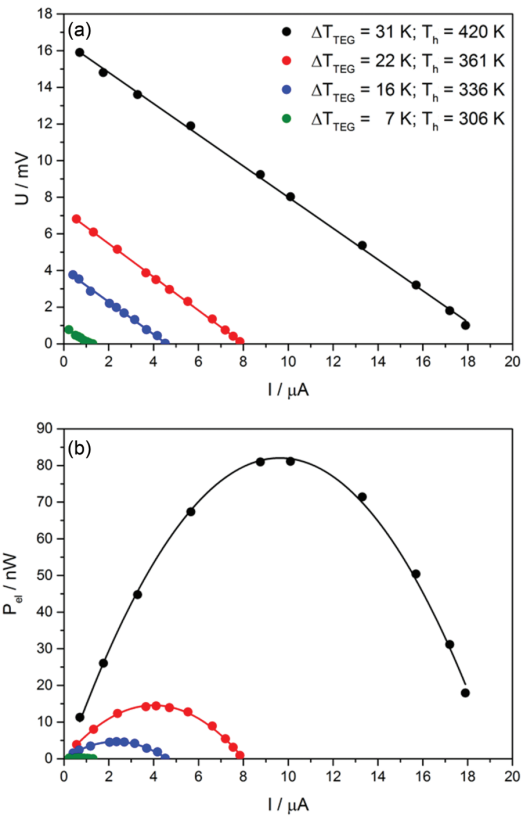 (a)
ΔT_TEG = 31 K; T_h = 420 K
ΔT_TEG = 22 K; T_h = 361 K
ΔT_TEG = 16 K; T_h = 336 K
ΔT_TEG = 7 K; T_h = 306 K
U / mV
18
16
14
12
10
8
6
4
2
0
0 2 4 6 8 10 12 14 16 18 20
I / μA
(b)
P_el / nW
90
80
70
60
50
40
30
20
10
0
0 2 4 6 8 10 12 14 16 18 20
I / μA